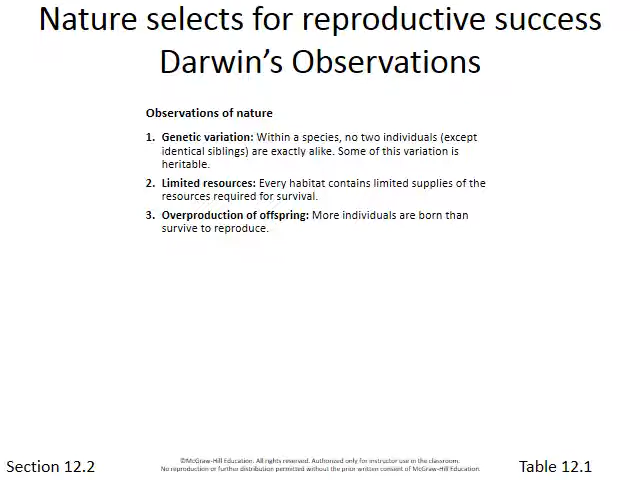 Nature selects for reproductive success
Darwin's Observations
Observations of nature
1. Genetic variation: Within a species, no two individuals (except
identical siblings) are exactly alike. Some of this variation is
heritable.
2. Limited resources: Every habitat contains limited supplies of the
resources required for survival.
3. Overproduction of offspring: More individuals are born than
survive to reproduce.
Section 12.2
©McGraw-Hill Education. All rights reserved. Authorized only for instructor use in the classroom.
No reproduction or further distribution permitted without the prior written consent of McGraw-Hill Education.
Table 12.1